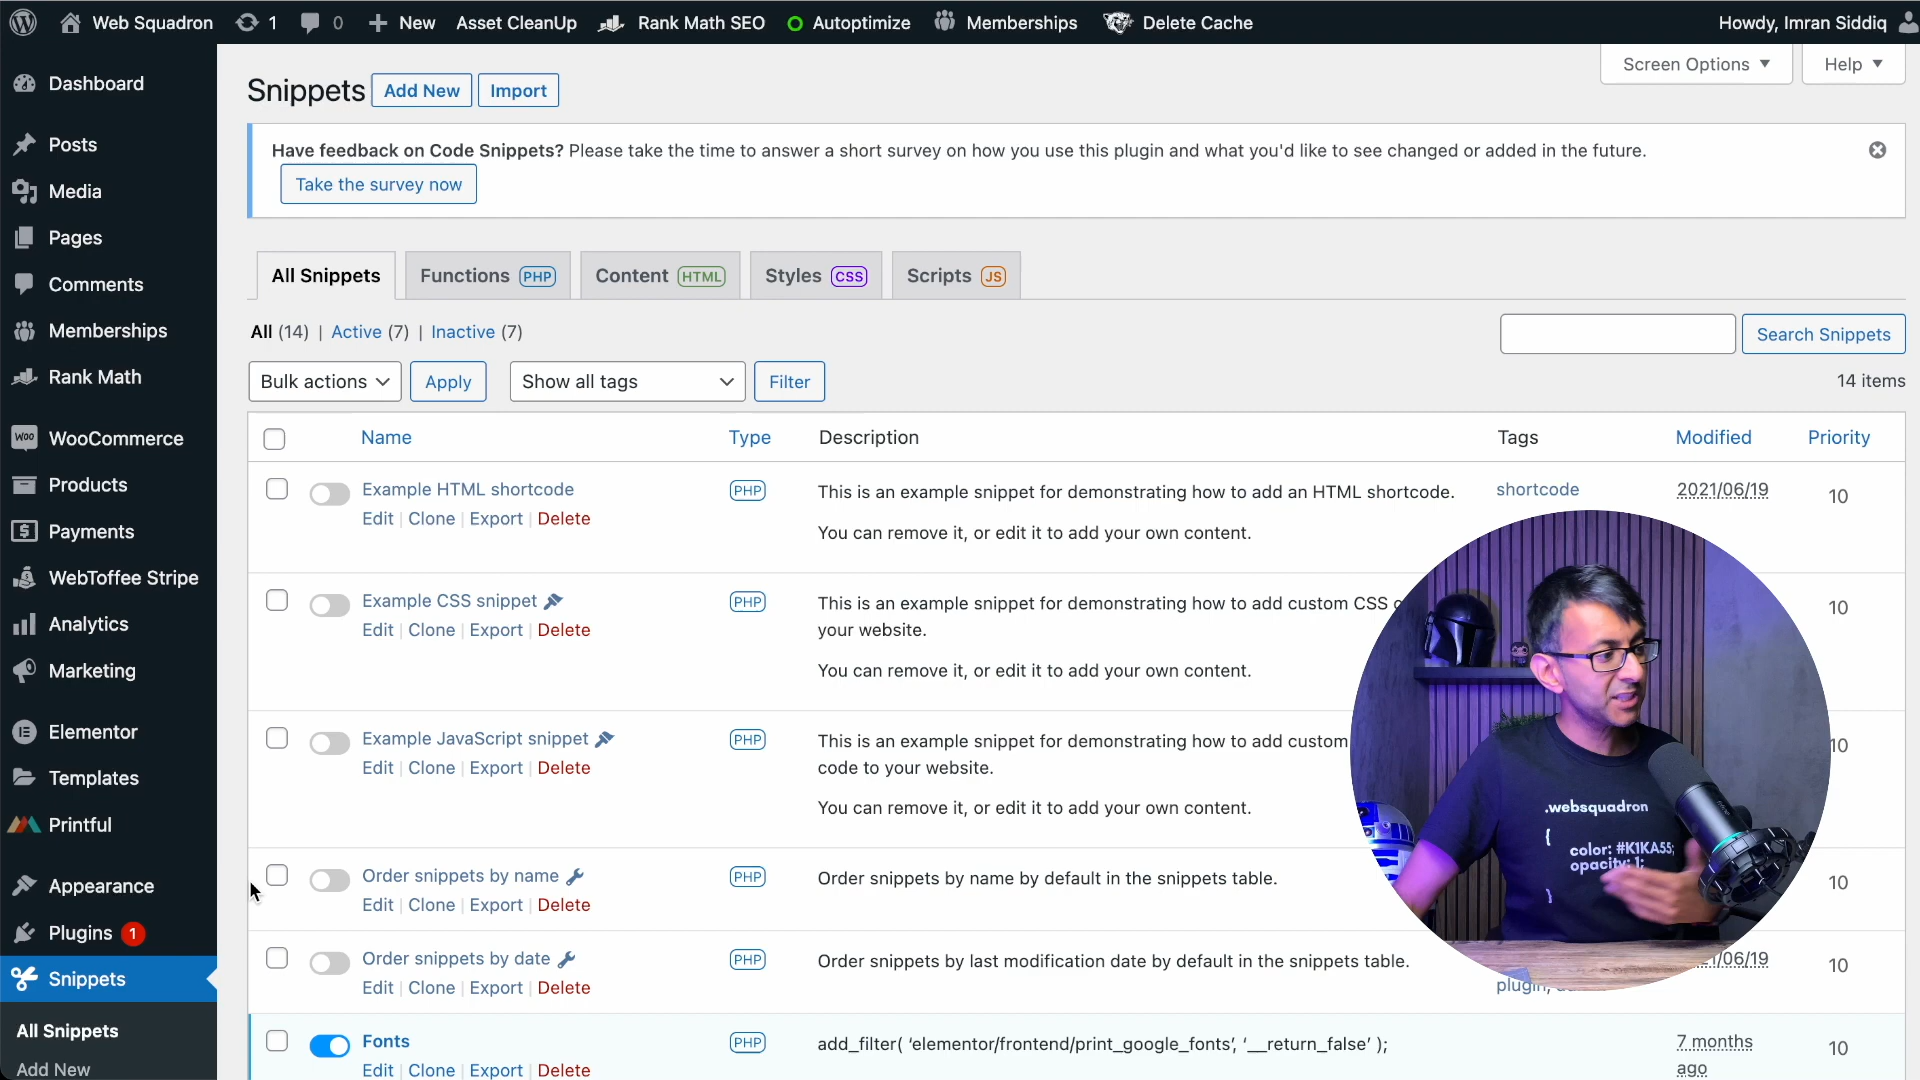 Web Squadron
1
0
New
Asset CleanUp
Rank Math SEO
Autoptimize
Memberships
Delete Cache
Howdy, Imran Siddiq
Dashboard
Posts
Media
Pages
Comments
Memberships
Rank Math
WooCommerce
Products
Payments
WebToffee Stripe
Analytics
Marketing
Elementor
Templates
Printful
Appearance
Plugins 1
Snippets
All Snippets
Add New
Screen Options
Help
Snippets Add New Import
Have feedback on Code Snippets? Please take the time to answer a short survey on how you use this plugin and what you'd like to see changed or added in the future.
Take the survey now
All Snippets
Functions PHP
Content HTML
Styles CSS
Scripts JS
All (14) | Active (7) | Inactive (7)
Search Snippets
Bulk actions Apply Show all tags Filter
14 items
Name Type Description Tags Modified Priority
Example HTML shortcode PHP This is an example snippet for demonstrating how to add an HTML shortcode. shortcode 2021/06/19 10
Edit | Clone | Export | Delete
You can remove it, or edit it to add your own content.
Example CSS snippet PHP This is an example snippet for demonstrating how to add custom CSS 10
your website.
Edit | Clone | Export | Delete
You can remove it, or edit it to add your own content.
Example JavaScript snippet PHP This is an example snippet for demonstrating how to add custom 10
code to your website.
Edit | Clone | Export | Delete
You can remove it, or edit it to add your own content.
Order snippets by name PHP Order snippets by name by default in the snippets table. 10
Edit | Clone | Export | Delete
Order snippets by date PHP Order snippets by last modification date by default in the snippets table. 1/06/19 10
Edit | Clone | Export | Delete
plugin,
Fonts PHP add_filter( ‘elementor/frontend/print_google_fonts’, ‘__return_false’ ); 7 months
ago 10
Edit | Clone | Export | Delete
.websquadron
{
color: #K1KA55;
opacity: 1;
}